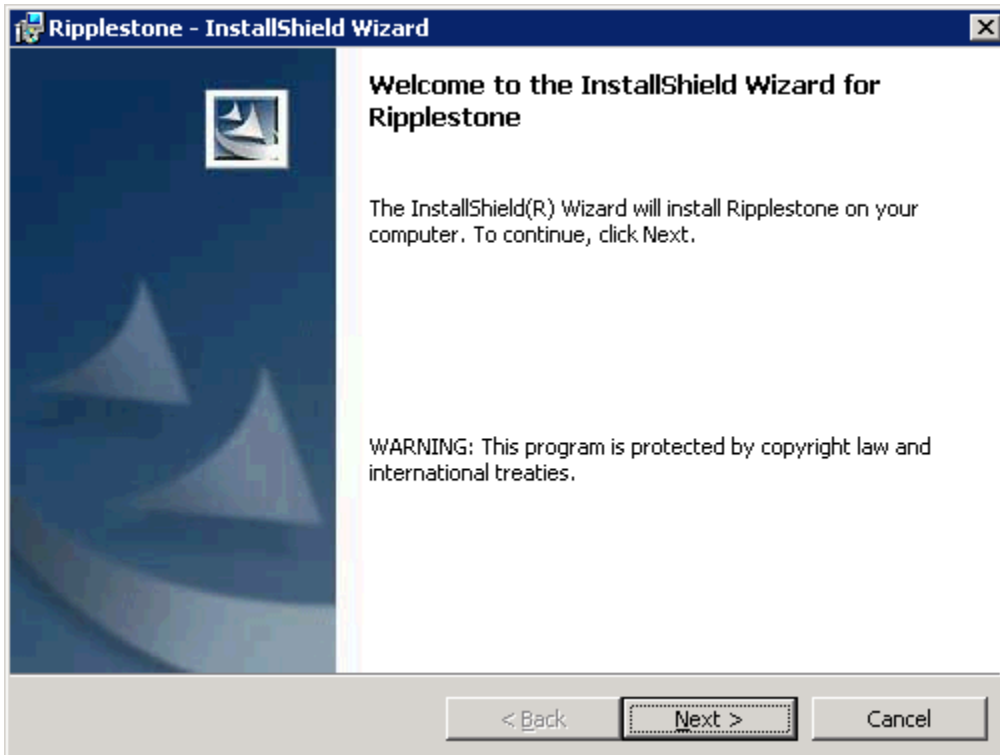 Ripplestone - InstallShield Wizard
Welcome to the InstallShield Wizard for
Ripplestone
The InstallShield(R) Wizard will install Ripplestone on your
computer. To continue, click Next.
WARNING: This program is protected by copyright law and
international treaties.
< Back
Next >
Cancel